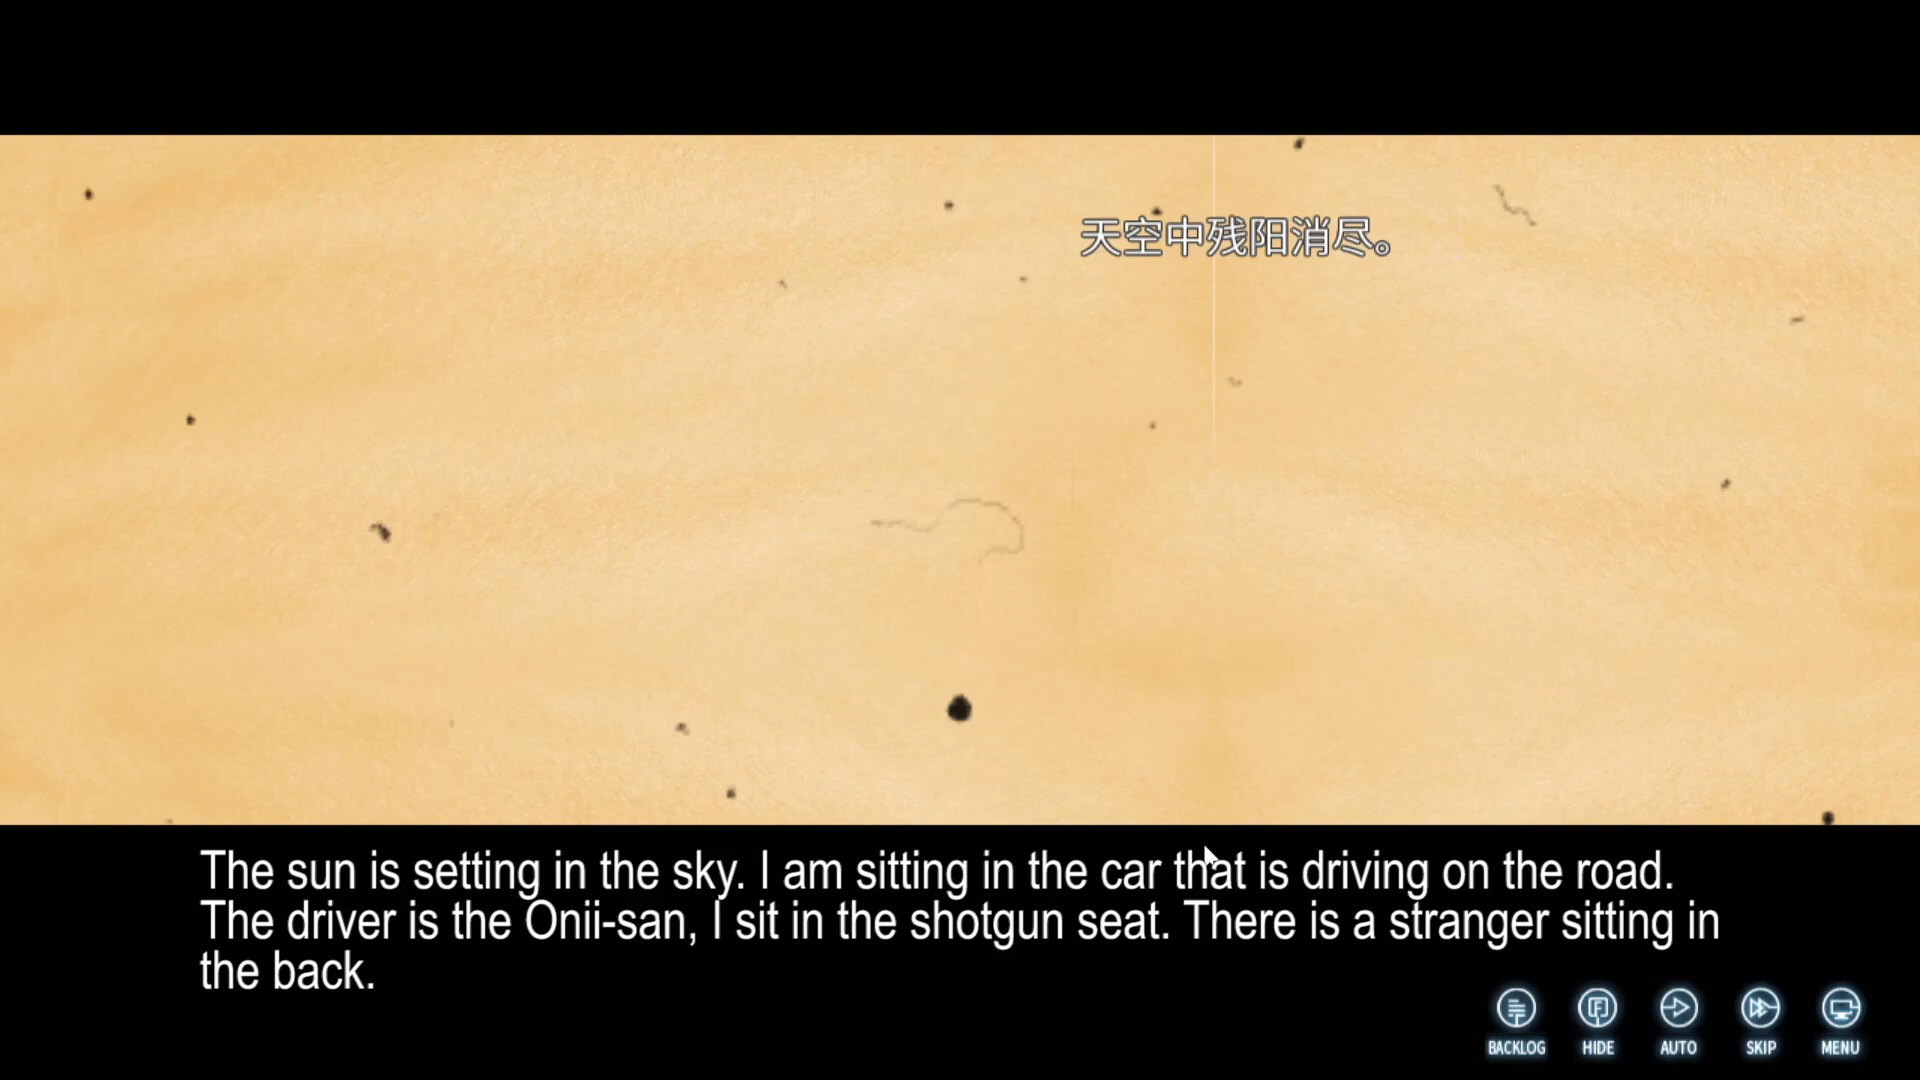 天空中残阳消尽。
The sun is setting in the sky. I am sitting in the car that is driving on the road.
The driver is the Onii-san, I sit in the shotgun seat. There is a stranger sitting in
the back.
BACKLOG HIDE AUTO SKIP MENU